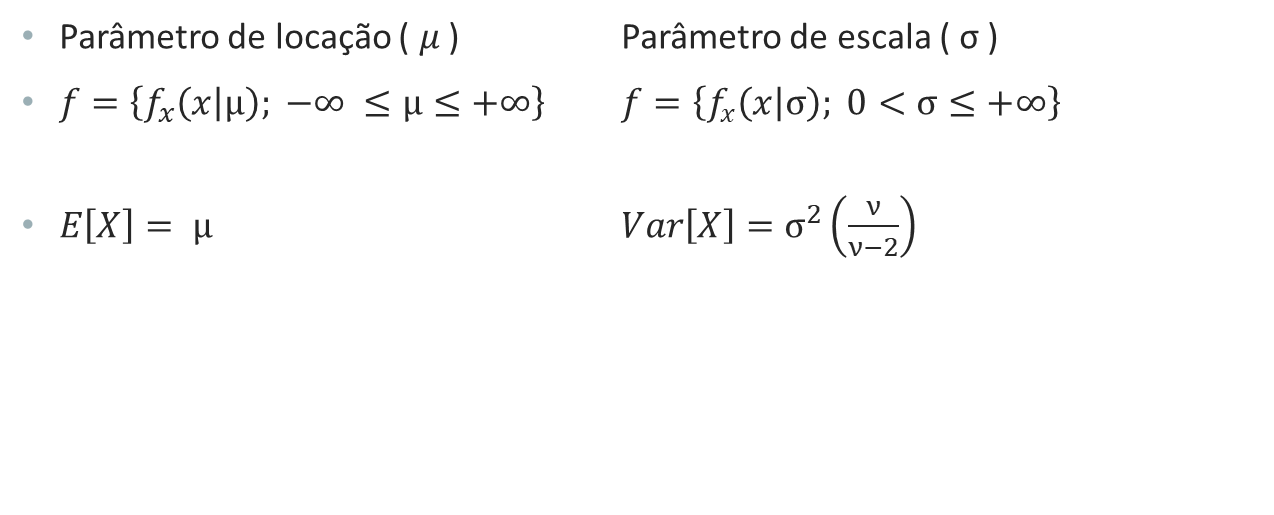 • Parâmetro de locação ( μ ) Parâmetro de escala ( σ )
• f = {fₓ(x|μ); −∞ ≤ μ ≤ +∞} f = {fₓ(x|σ); 0 < σ ≤ +∞}
• E[X] = μ Var[X] = σ² (ν/(ν−2))